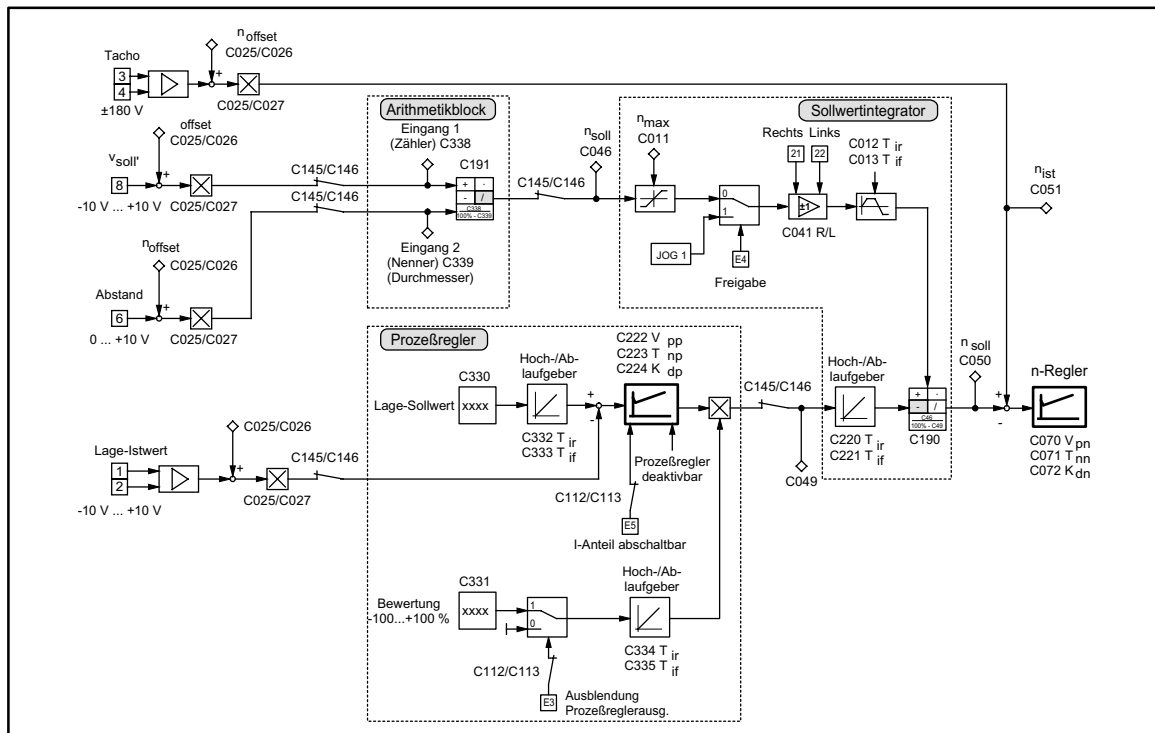 n offset
C025/C026
Tacho
3
4
±180 V
+
C025/C027
offset
C025/C026
v soll'
8
-10 V ... +10 V
+
C025/C027
C145/C146
C145/C146
n offset
C025/C026
Abstand
6
0 ... +10 V
+
C025/C027
Arithmetikblock
Eingang 1
(Zähler) C338
C191
+ ·
- /
C338
100% - C339
Eingang 2
(Nenner) C339
(Durchmesser)
C145/C146
n soll
C046
Sollwertintegrator
n max
C011
0
1
JOG 1
E4
Freigabe
Rechts Links
21 22
±1
C041 R/L
C012 T ir
C013 T if
n ist
C051
Prozeßregler
C330
Lage-Sollwert
xxxx
Hoch-/Ab-
laufgeber
C332 T ir
C333 T if
+
-
C222 V pp
C223 T np
C224 K dp
Prozeßregler
deaktivbar
C112/C113
E5
I-Anteil abschaltbar
C145/C146
C049
Hoch-/Ab-
laufgeber
C220 T ir
C221 T if
+ ·
- /
C46
100% - C49
C190
n soll
C050
+
-
n-Regler
C070 V pn
C071 T nn
C072 K dn
Lage-Istwert
1
2
-10 V ... +10 V
C025/C026
+
C025/C027
C145/C146
C331
Bewertung
-100...+100 %
xxxx
1
0
C112/C113
E3
Ausblendung
Prozeßreglerausg.
Hoch-/Ab-
laufgeber
C334 T ir
C335 T if